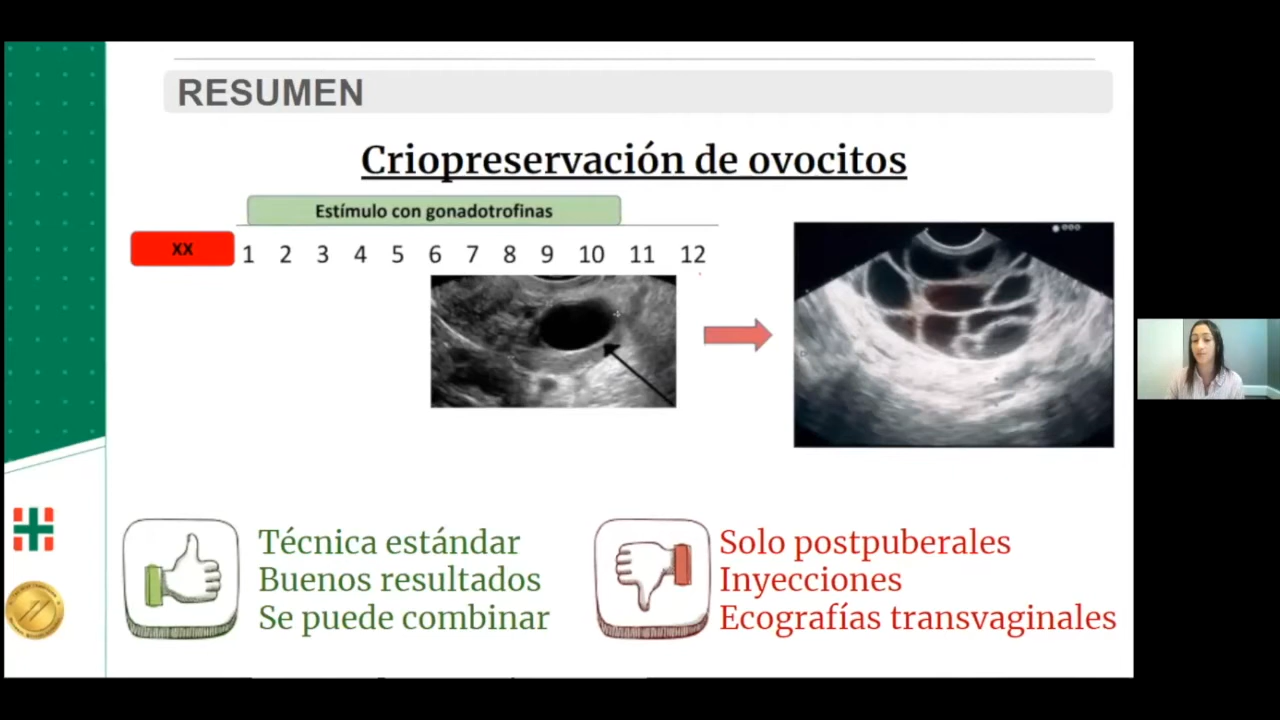 RESUMEN
Criopreservación de ovocitos
Estímulo con gonadotrofinas
XX
1 2 3 4 5 6 7 8 9 10 11 12
Técnica estándar
Buenos resultados
Se puede combinar
Solo postpuberales
Inyecciones
Ecografías transvaginales